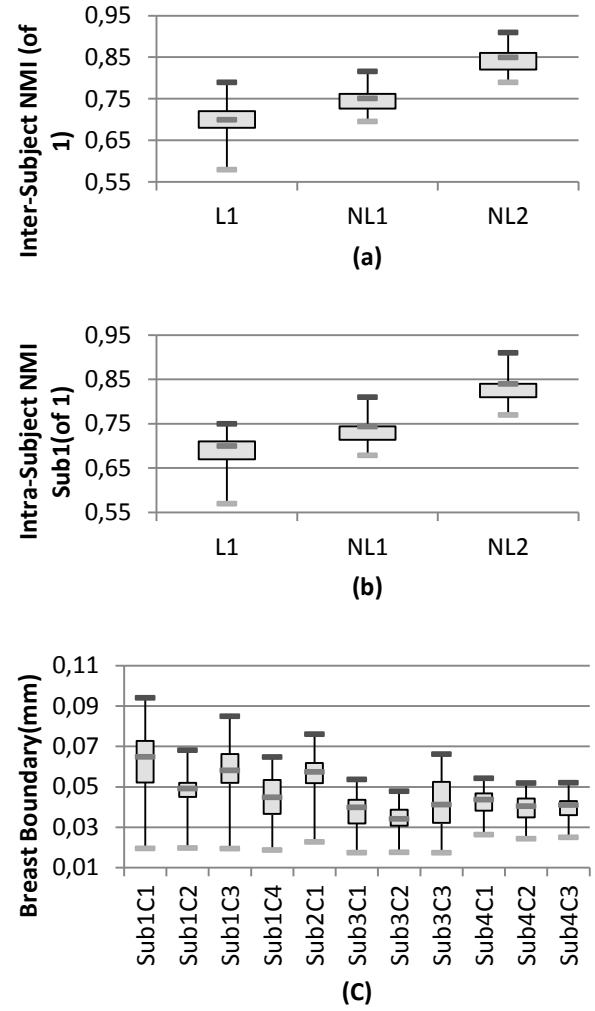 Inter-Subject NMI (of 1)
0,95
0,85
0,75
0,65
0,55
L1 NL1 NL2
(a)
Intra-Subject NMI Sub1(of 1)
0,95
0,85
0,75
0,65
0,55
L1 NL1 NL2
(b)
Breast Boundary(mm)
0,11
0,09
0,07
0,05
0,03
0,01
Sub1C1
Sub1C2
Sub1C3
Sub1C4
Sub2C1
Sub3C1
Sub3C2
Sub3C3
Sub4C1
Sub4C2
Sub4C3
(C)